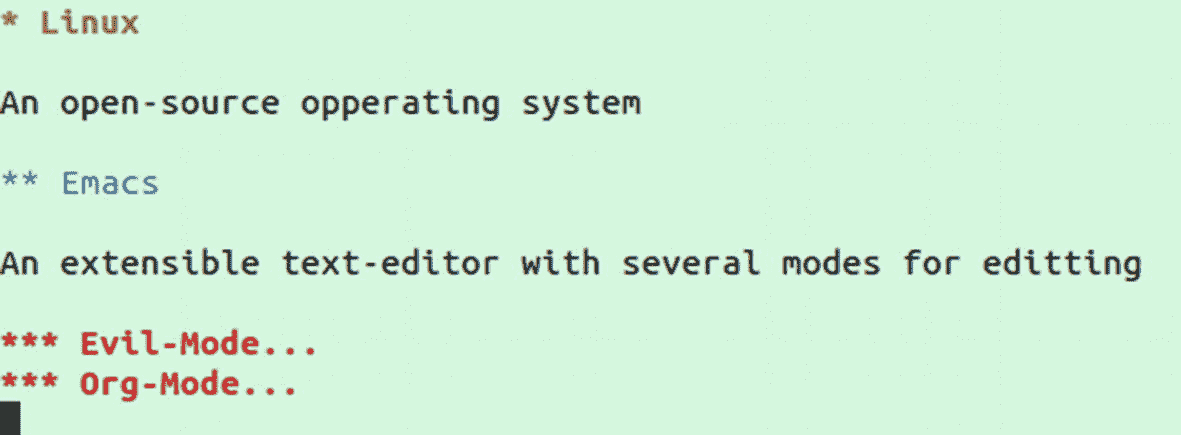 * Linux
An open-source opperating system
** Emacs
An extensible text-editor with several modes for editting
*** Evil-Mode...
*** Org-Mode...